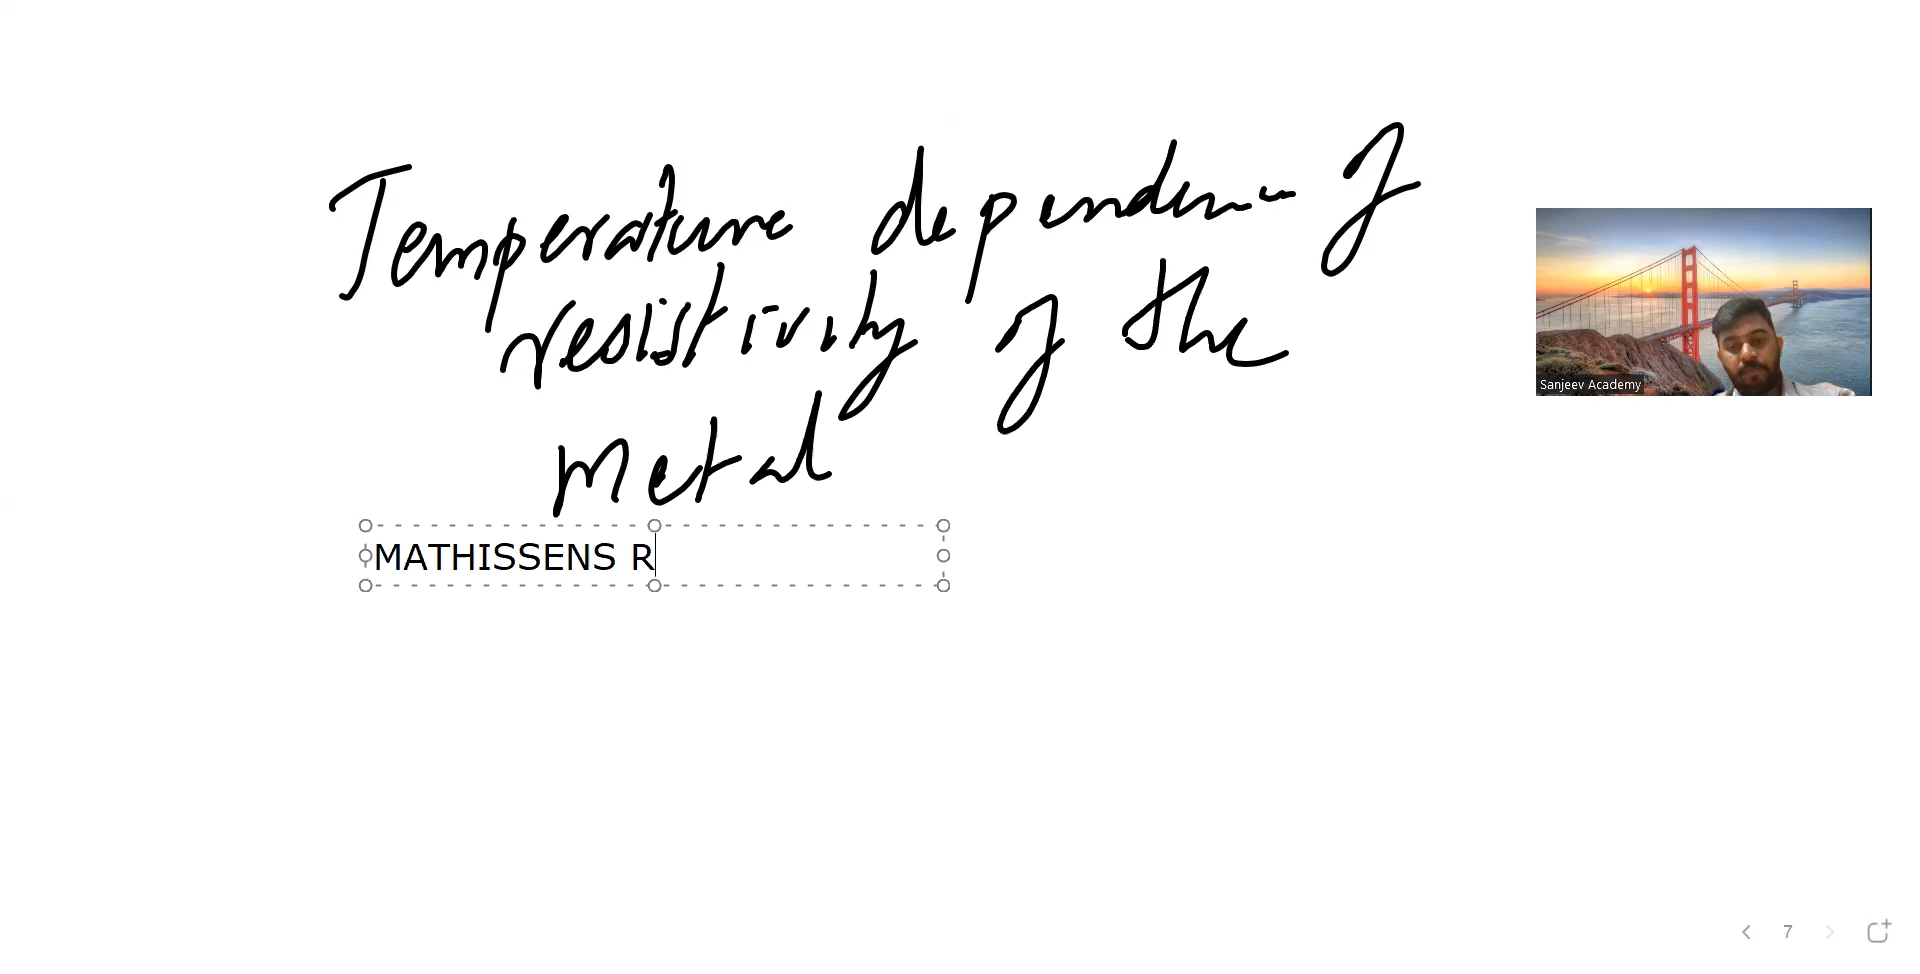 Temperature dependence of
resistivity of the
Metal
MATHISSENS R
Sanjeev Academy
7